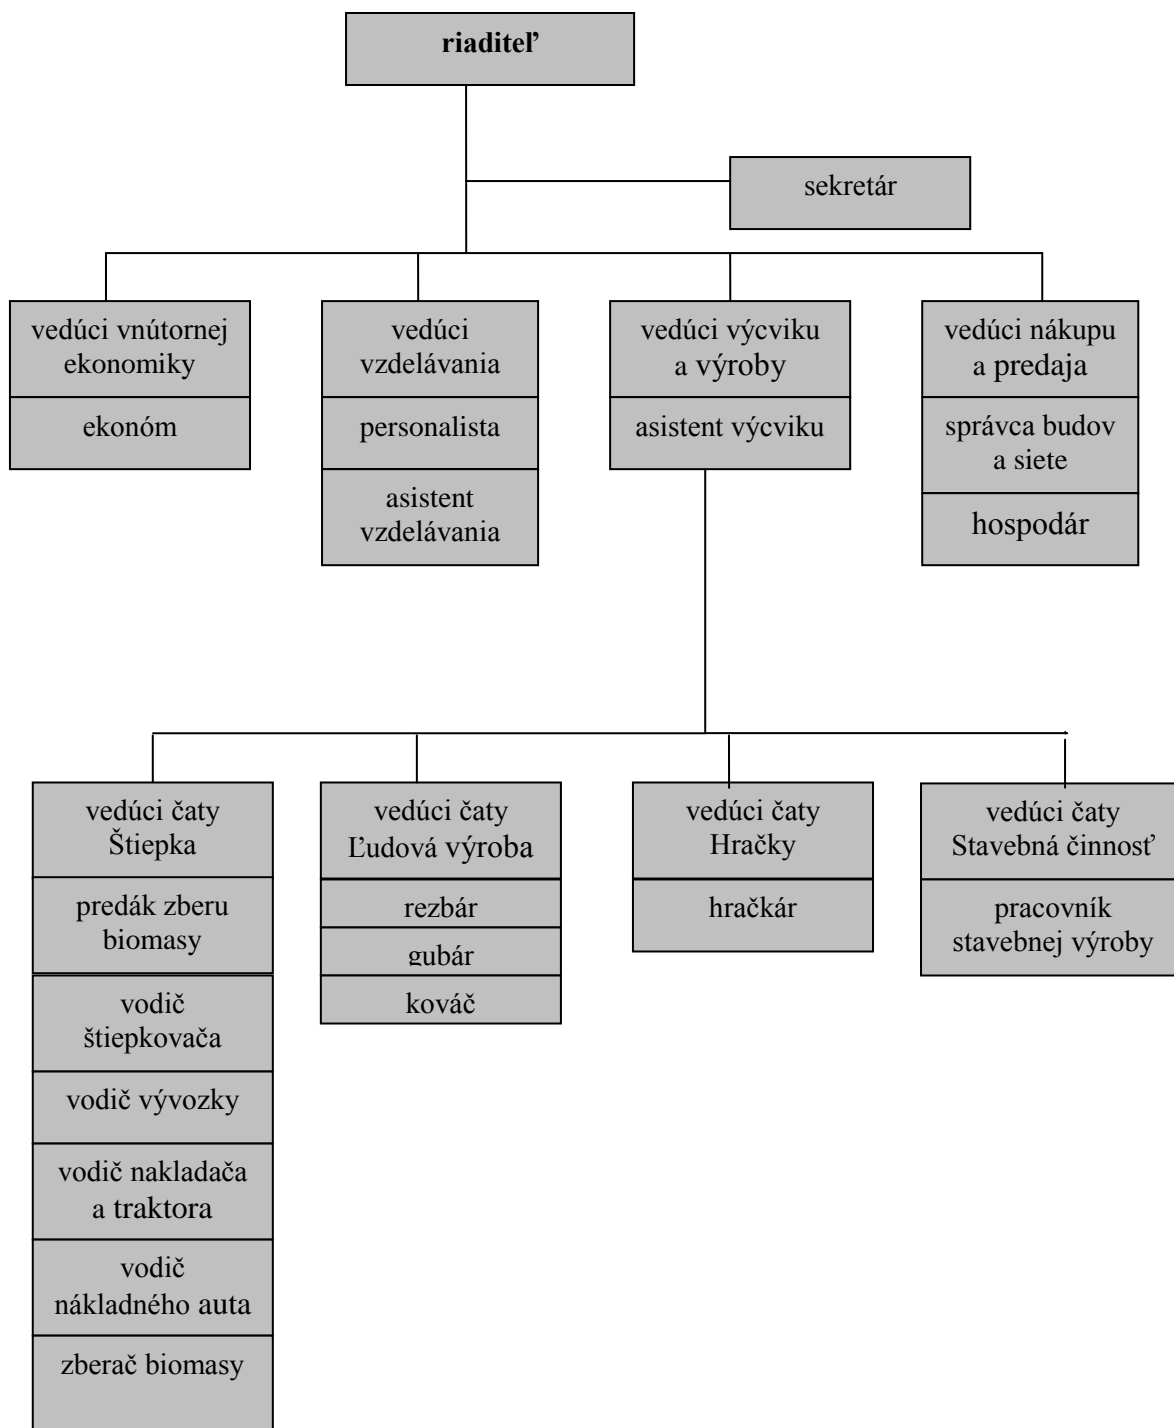 riaditeľ
sekretár
vedúci vnútornej
ekonomiky
ekonóm
vedúci
vzdelávania
personalista
asistent
vzdelávania
vedúci výcviku
a výroby
asistent výcviku
vedúci nákupu
a predaja
správca budov
a siete
hospodár
vedúci čaty
Štiepka
predák zberu
biomasy
vodič
štiepkovača
vodič vývozky
vodič nakladača
a traktora
vodič
nákladného auta
zberač biomasy
vedúci čaty
Ľudová výroba
rezbár
gubár
kováč
vedúci čaty
Hračky
hračkár
vedúci čaty
Stavebná činnosť
pracovník
stavebnej výroby